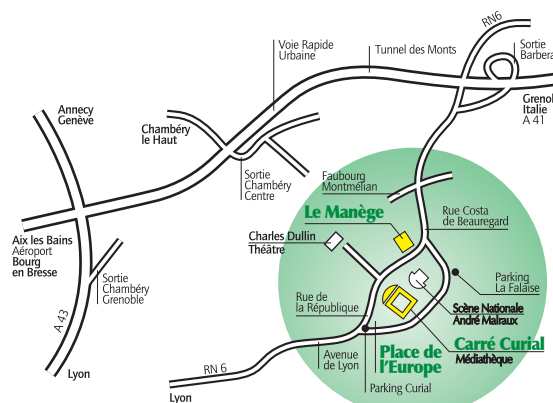 RN6
Sortie
Barbera
Voie Rapide
Urbaine
Tunnel des Monts
Grenol
Italie
A 41
Annecy
Genève
Chambéry
le Haut
Sortie
Chambéry
Centre
Faubourg
Montmélian
Le Manège
Rue Costa
de Beauregard
Charles Dullin
Théâtre
Aix les Bains
Aéroport
Bourg
en Bresse
Sortie
Chambéry
Grenoble
Parking
La Falaise
Scène Nationale
André Malraux
Rue de
la République
Carré Curial
Médiathèque
Place de
l'Europe
A 43
Avenue
de Lyon
Parking Curial
RN 6
Lyon
Lyon